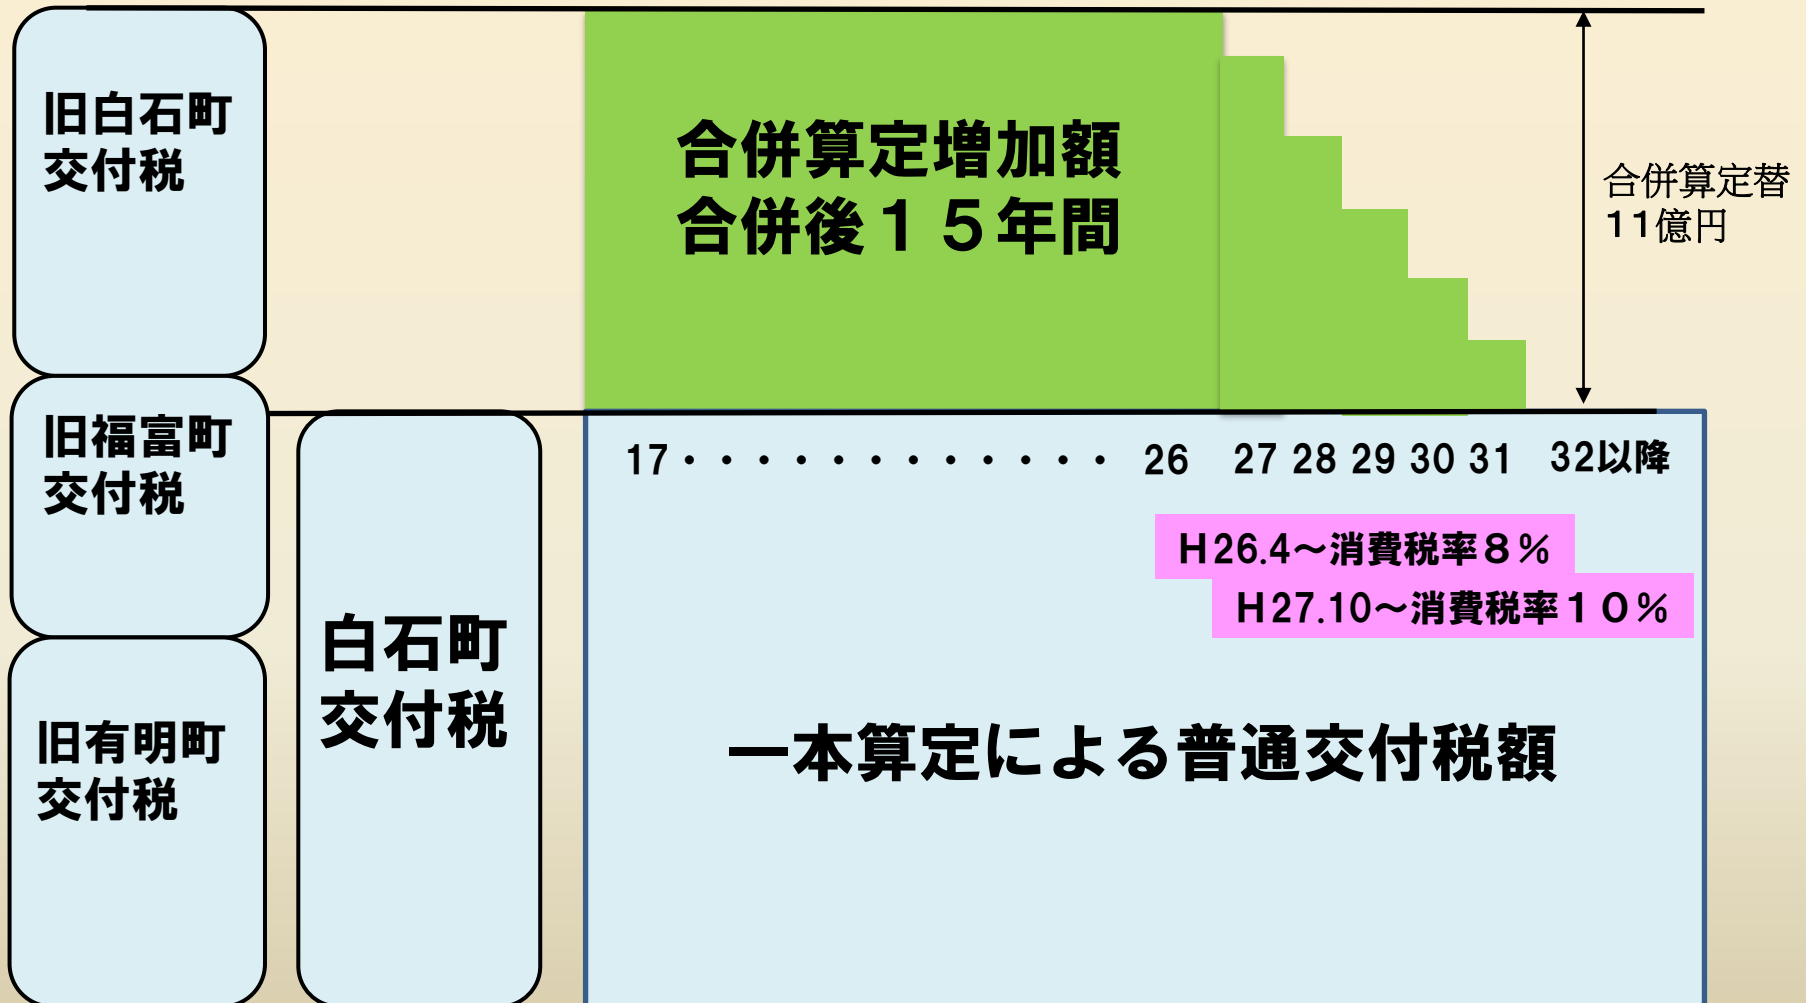 旧白石町
交付税
旧福富町
交付税
旧有明町
交付税
白石町
交付税
合併算定増加額
合併後１５年間
合併算定替
11億円
17・・・・・・・・・・・・ 26 27 28 29 30 31 32以降
H26.4～消費税率８％
H27.10～消費税率１０％
一本算定による普通交付税額